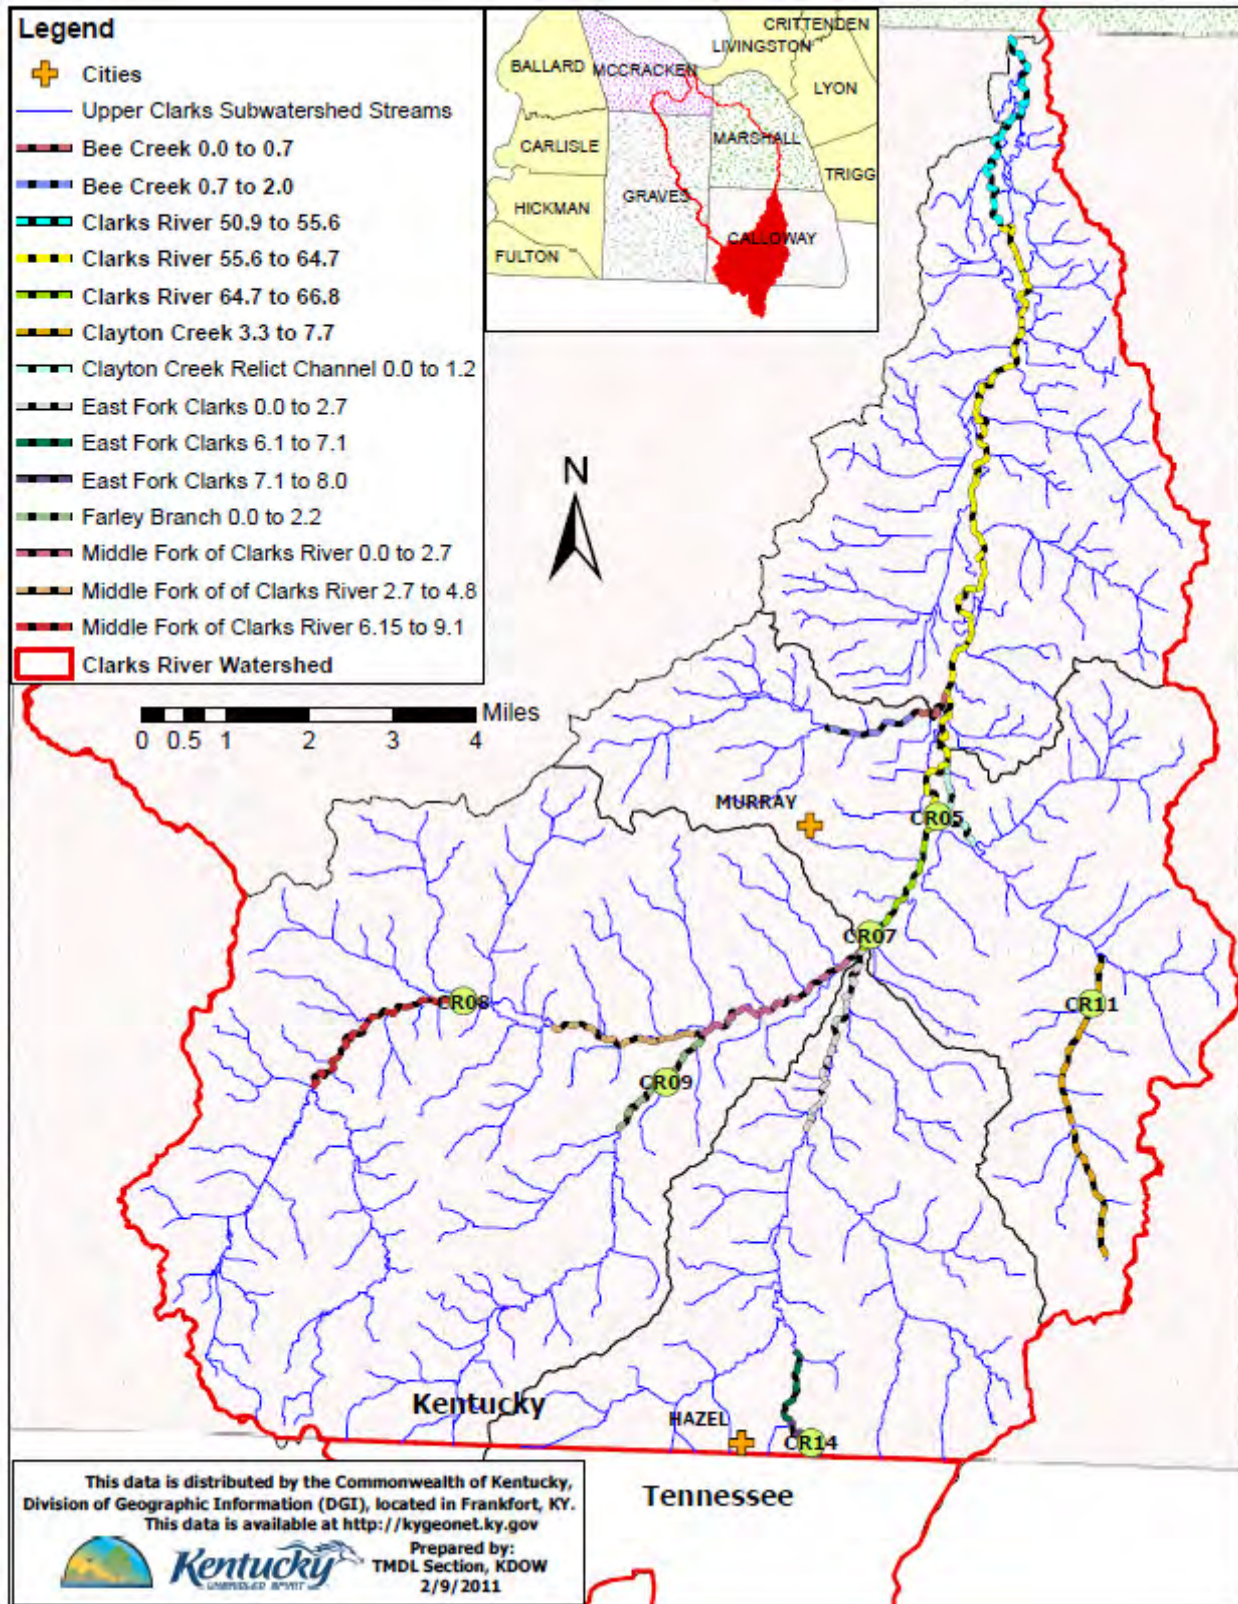 Legend
Cities
Upper Clarks Subwatershed Streams
Bee Creek 0.0 to 0.7
Bee Creek 0.7 to 2.0
Clarks River 50.9 to 55.6
Clarks River 55.6 to 64.7
Clarks River 64.7 to 66.8
Clayton Creek 3.3 to 7.7
Clayton Creek Relict Channel 0.0 to 1.2
East Fork Clarks 0.0 to 2.7
East Fork Clarks 6.1 to 7.1
East Fork Clarks 7.1 to 8.0
Farley Branch 0.0 to 2.2
Middle Fork of Clarks River 0.0 to 2.7
Middle Fork of of Clarks River 2.7 to 4.8
Middle Fork of Clarks River 6.15 to 9.1
Clarks River Watershed
CRITTENDEN
LIVINGSTON
BALLARD
MCCRACKEN
LYON
CARLISLE
MARSHALL
TRIGG
GRAVES
HICKMAN
CALLOWAY
FULTON
N
Miles
0 0.5 1 2 3 4
MURRAY
CR05
CR07
CR08
CR11
CR09
Kentucky
HAZEL
CR14
Tennessee
This data is distributed by the Commonwealth of Kentucky,
Division of Geographic Information (DGI), located in Frankfort, KY.
This data is available at http://kygeonet.ky.gov
Kentucky
UNBRIDLED SPIRIT
Prepared by:
TMDL Section, KDOW
2/9/2011